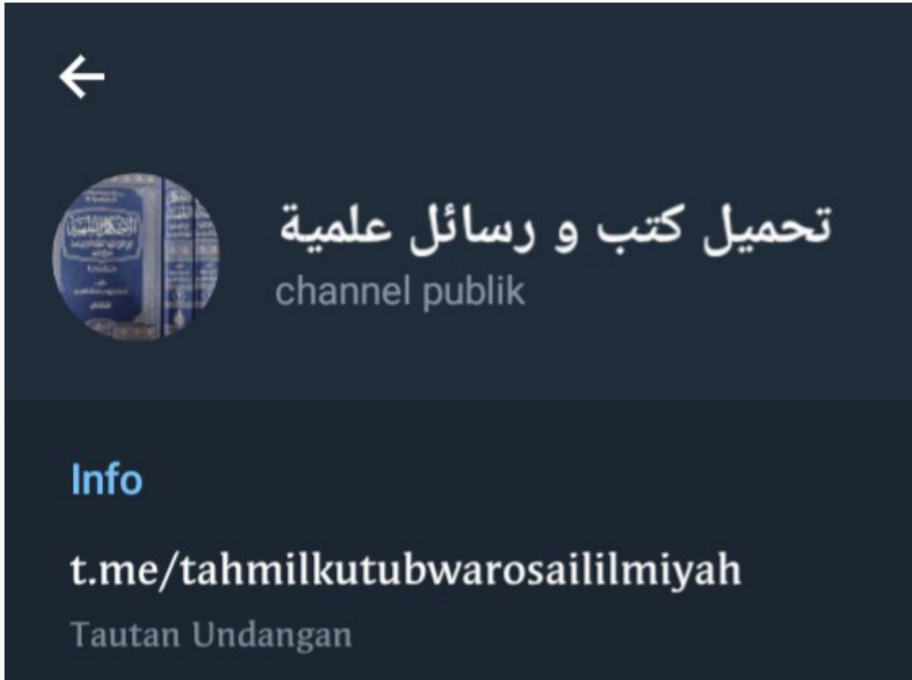 تحميل كتب و رسائل علمية
channel publik
Info
t.me/tahmilkutubwarosaililmiyah
Tautan Undangan